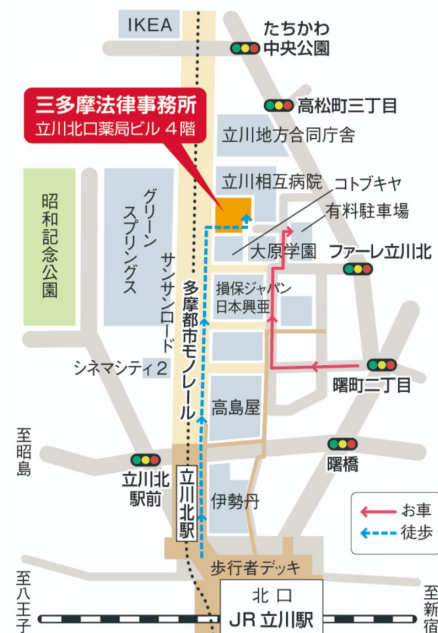 IKEA
たちかわ
中央公園
三多摩法律事務所
立川北口薬局ビル 4階
高松町三丁目
立川地方合同庁舎
立川相互病院
コトブキヤ
有料駐車場
昭和記念公園
グリーン
スプリングス
サンサンロード
多摩都市モノレール
大原学園
ファーレ立川北
損保ジャパン
日本興亜
シネマシティ2
曙町二丁目
高島屋
至昭島
立川北
駅前
立川北駅
曙橋
伊勢丹
お車
徒歩
歩行者デッキ
至八王子
北口
JR立川駅
至新宿